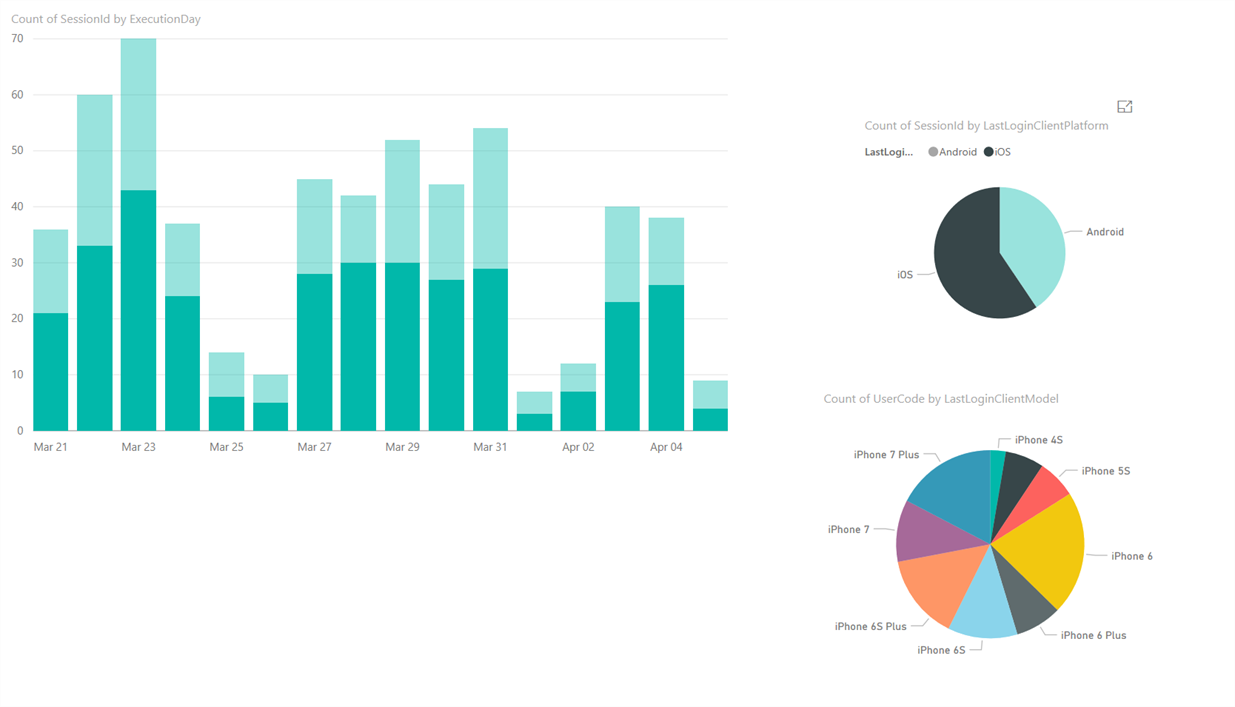 Count of SessionId by ExecutionDay
70
60
50
40
30
20
10
0
Mar 21 Mar 23 Mar 25 Mar 27 Mar 29 Mar 31 Apr 02 Apr 04
Count of SessionId by LastLoginClientPlatform
LastLogi... Android iOS
Android
iOS
Count of UserCode by LastLoginClientModel
iPhone 4S
iPhone 7 Plus
iPhone 5S
iPhone 7
iPhone 6
iPhone 6S Plus
iPhone 6 Plus
iPhone 6S